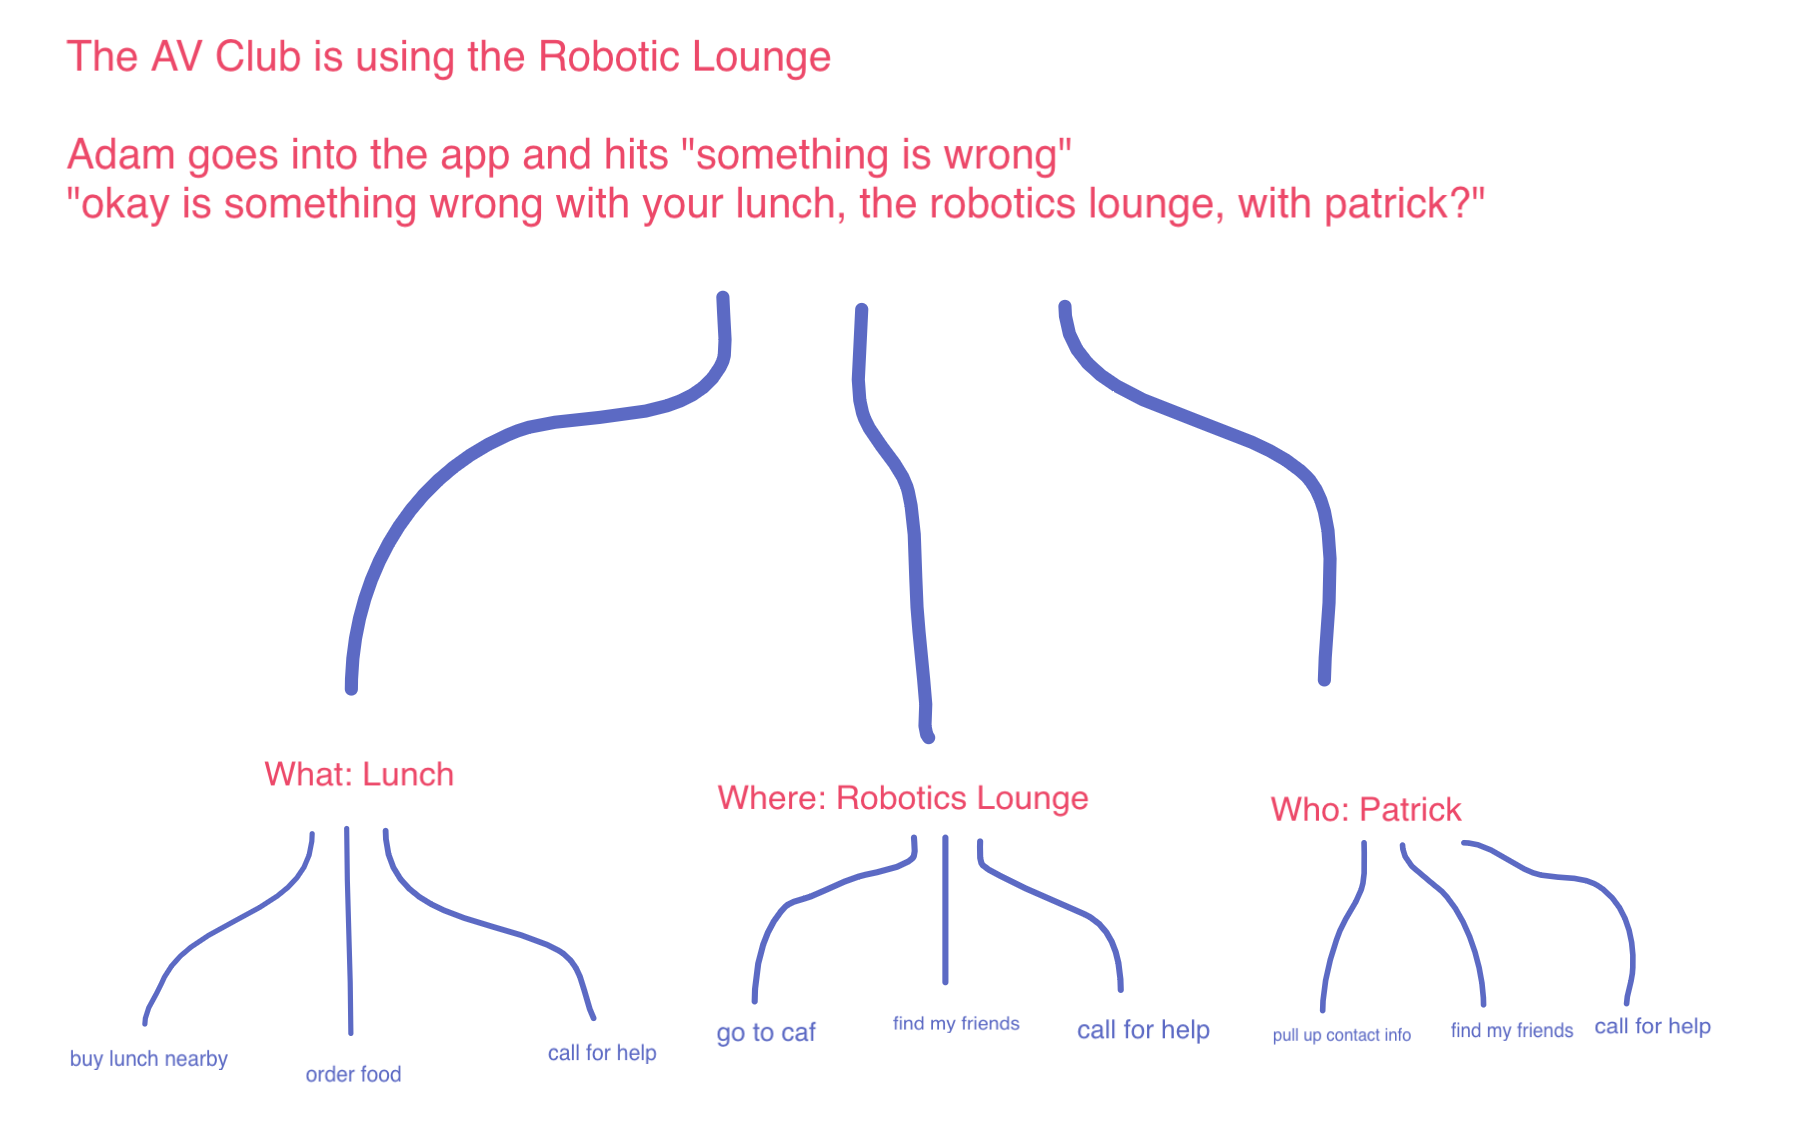 The AV Club is using the Robotic Lounge
Adam goes into the app and hits "something is wrong"
"okay is something wrong with your lunch, the robotics lounge, with patrick?"
What: Lunch
Where: Robotics Lounge
Who: Patrick
buy lunch nearby
order food
call for help
go to caf
find my friends
call for help
pull up contact info
find my friends
call for help